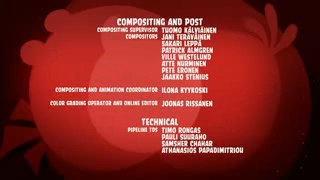 COMPOSITING AND POST
COMPOSITING SUPERVISOR TUOMO KÄLVIÄINEN
COMPOSITORS JANI TERÄVÄINEN
SAKARI LEPPÄ
PATRICK ALMGREN
VILLE WESTELUND
ATTE NURMINEN
PETE ERONEN
JAAKKO STENIUS
COMPOSITING AND ANIMATION COORDINATOR ILONA KYYKOSKI
COLOR GRADING OPERATOR AND ONLINE EDITOR JOONAS RISSANEN
TECHNICAL
PIPELINE TDS TIMO RONGAS
PAULI SUURAHO
SAMSHER CHAHAR
ATHANASIOS PAPADIMITRIOU